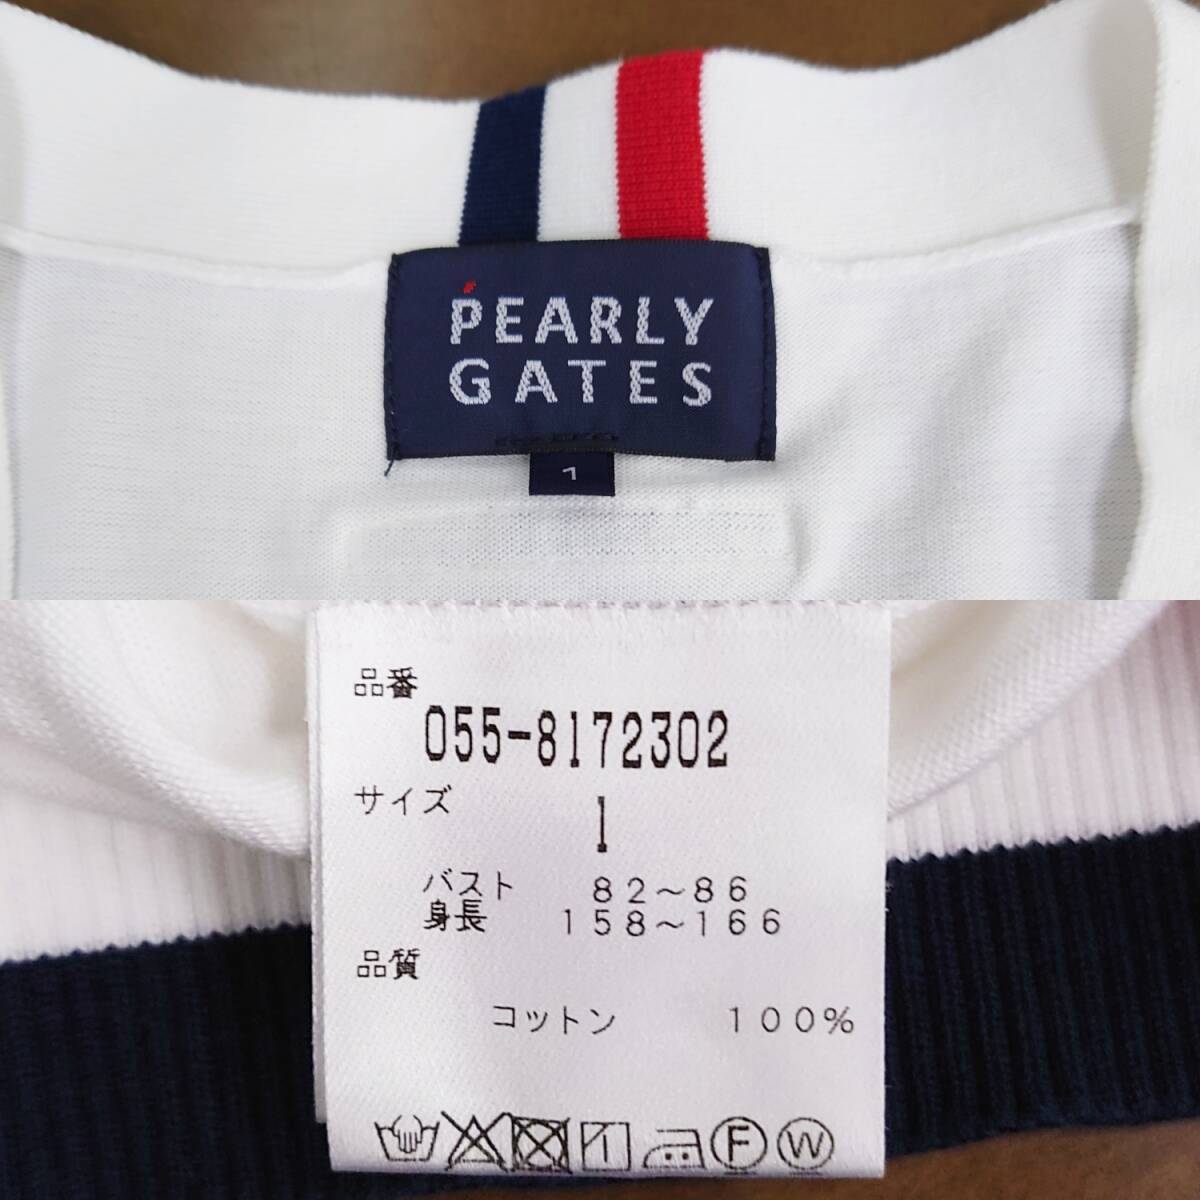 PEARLY
GATES
1
品番
055-8172302
サイズ 1
バスト 82～86
身長 158～166
品質
コットン 100%
F W